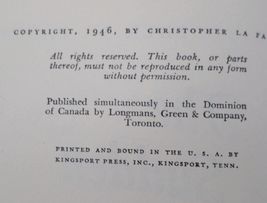 COPYRIGHT, 1946, BY CHRISTOPHER LA FA
All rights reserved. This book, or parts
thereof, must not be reproduced in any form
without permission.
Published simultaneously in the Dominion
of Canada by Longmans, Green & Company,
Toronto.
PRINTED AND BOUND IN THE U. S. A. BY
KINGSPORT PRESS, INC., KINGSPORT, TENN.